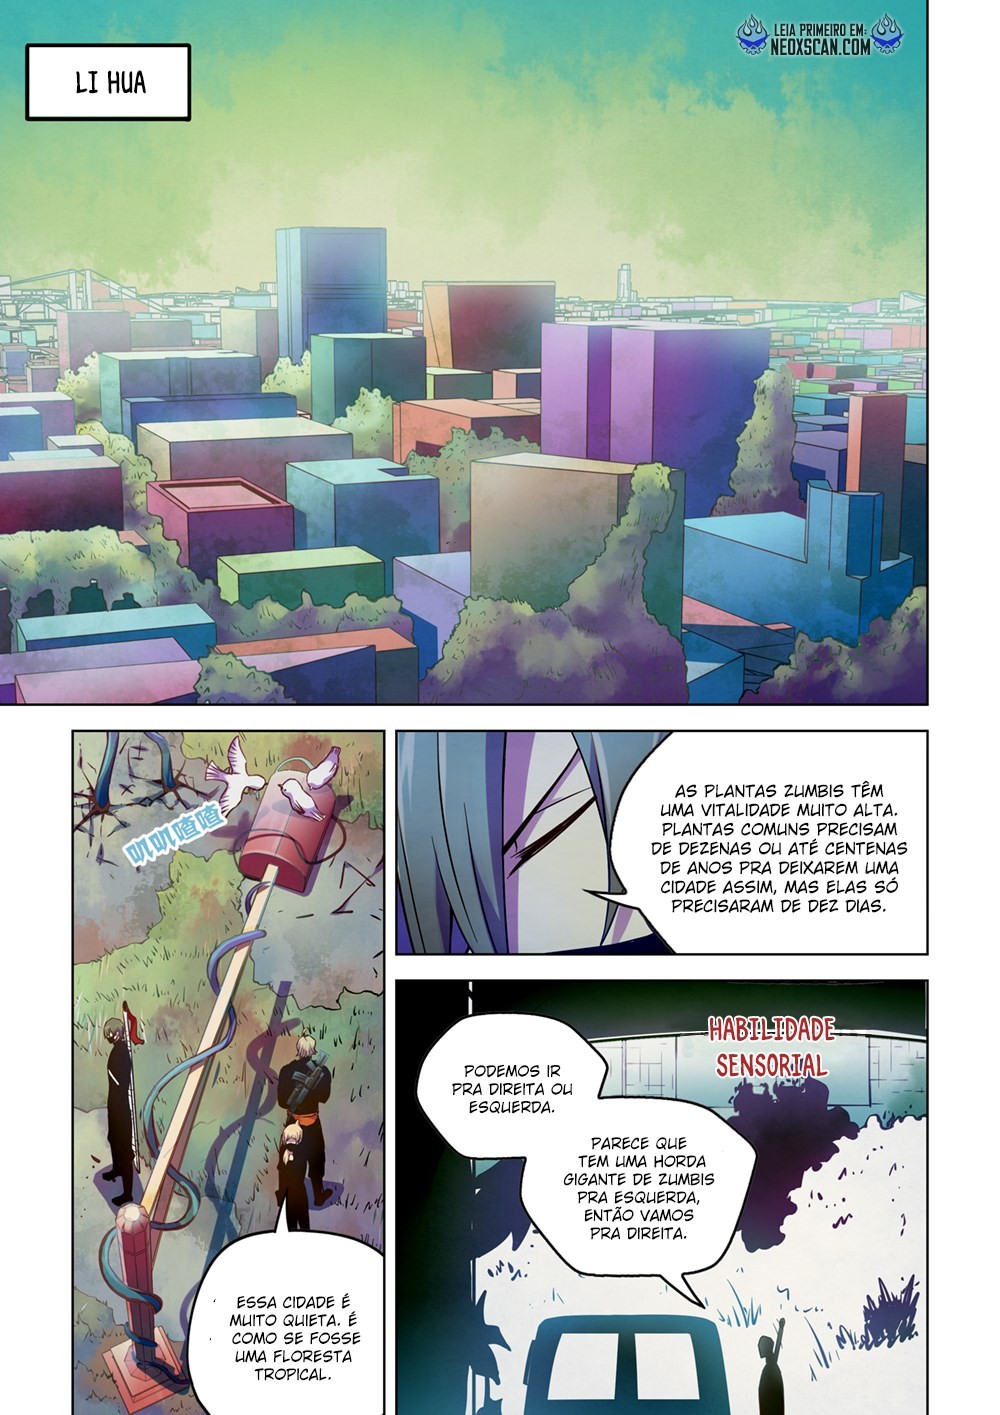 LEIA PRIMEIRO EM:
NEOXSCAN.COM
LI HUA
叽叽喳喳
AS PLANTAS ZUMBIS TÊM
UMA VITALIDADE MUITO ALTA.
PLANTAS COMUNS PRECISAM
DE DEZENAS OU ATÉ CENTENAS
DE ANOS PRA DEIXAREM UMA
CIDADE ASSIM, MAS ELAS SÓ
PRECISARAM DE DEZ DIAS.
ESSA CIDADE É
MUITO QUIETA. É
COMO SE FOSSE
UMA FLORESTA
TROPICAL.
HABILIDADE
SENSORIAL
PODEMOS IR
PRA DIREITA OU
ESQUERDA.
PARECE QUE
TEM UMA HORDA
GIGANTE DE ZUMBIS
PRA ESQUERDA,
ENTÃO VAMOS
PRA DIREITA.